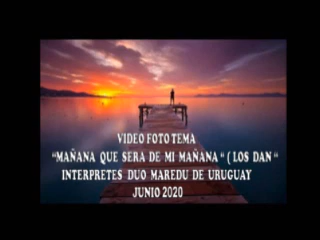 VIDEO FOTO TEMA
"MAÑANA QUE SERA DE MI MAÑANA" ( LOS DAN "
INTERPRETES DUO MAREDU DE URUGUAY
JUNIO 2020